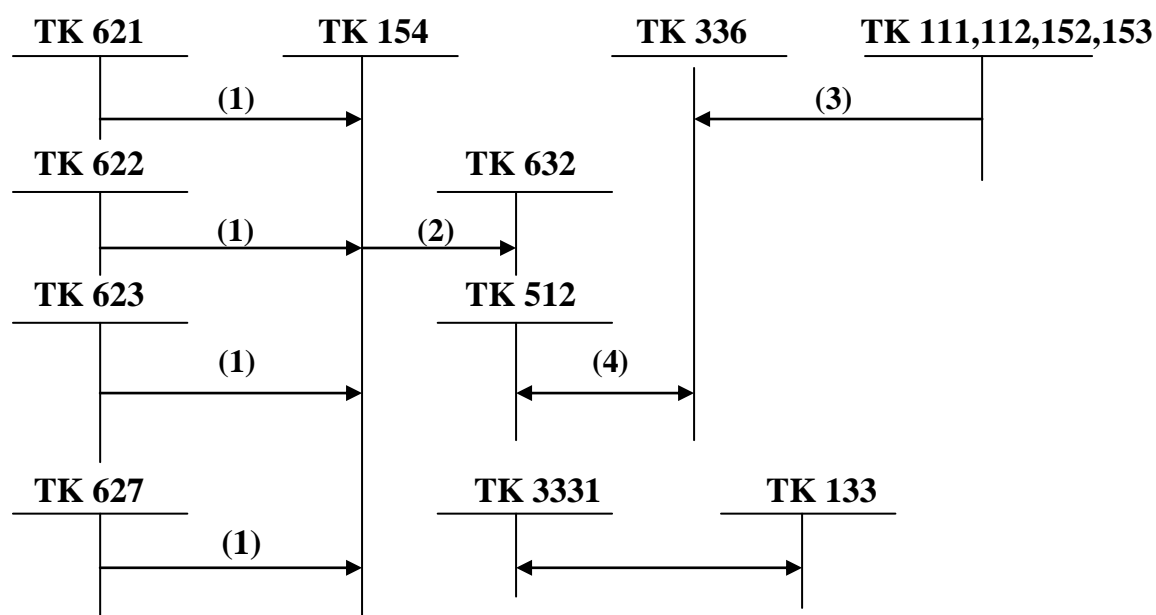 TK 621 TK 154 TK 336 TK 111,112,152,153
(1) (3)
TK 622 TK 632
(1) (2)
TK 623 TK 512
(1) (4)
TK 627 TK 3331 TK 133
(1)